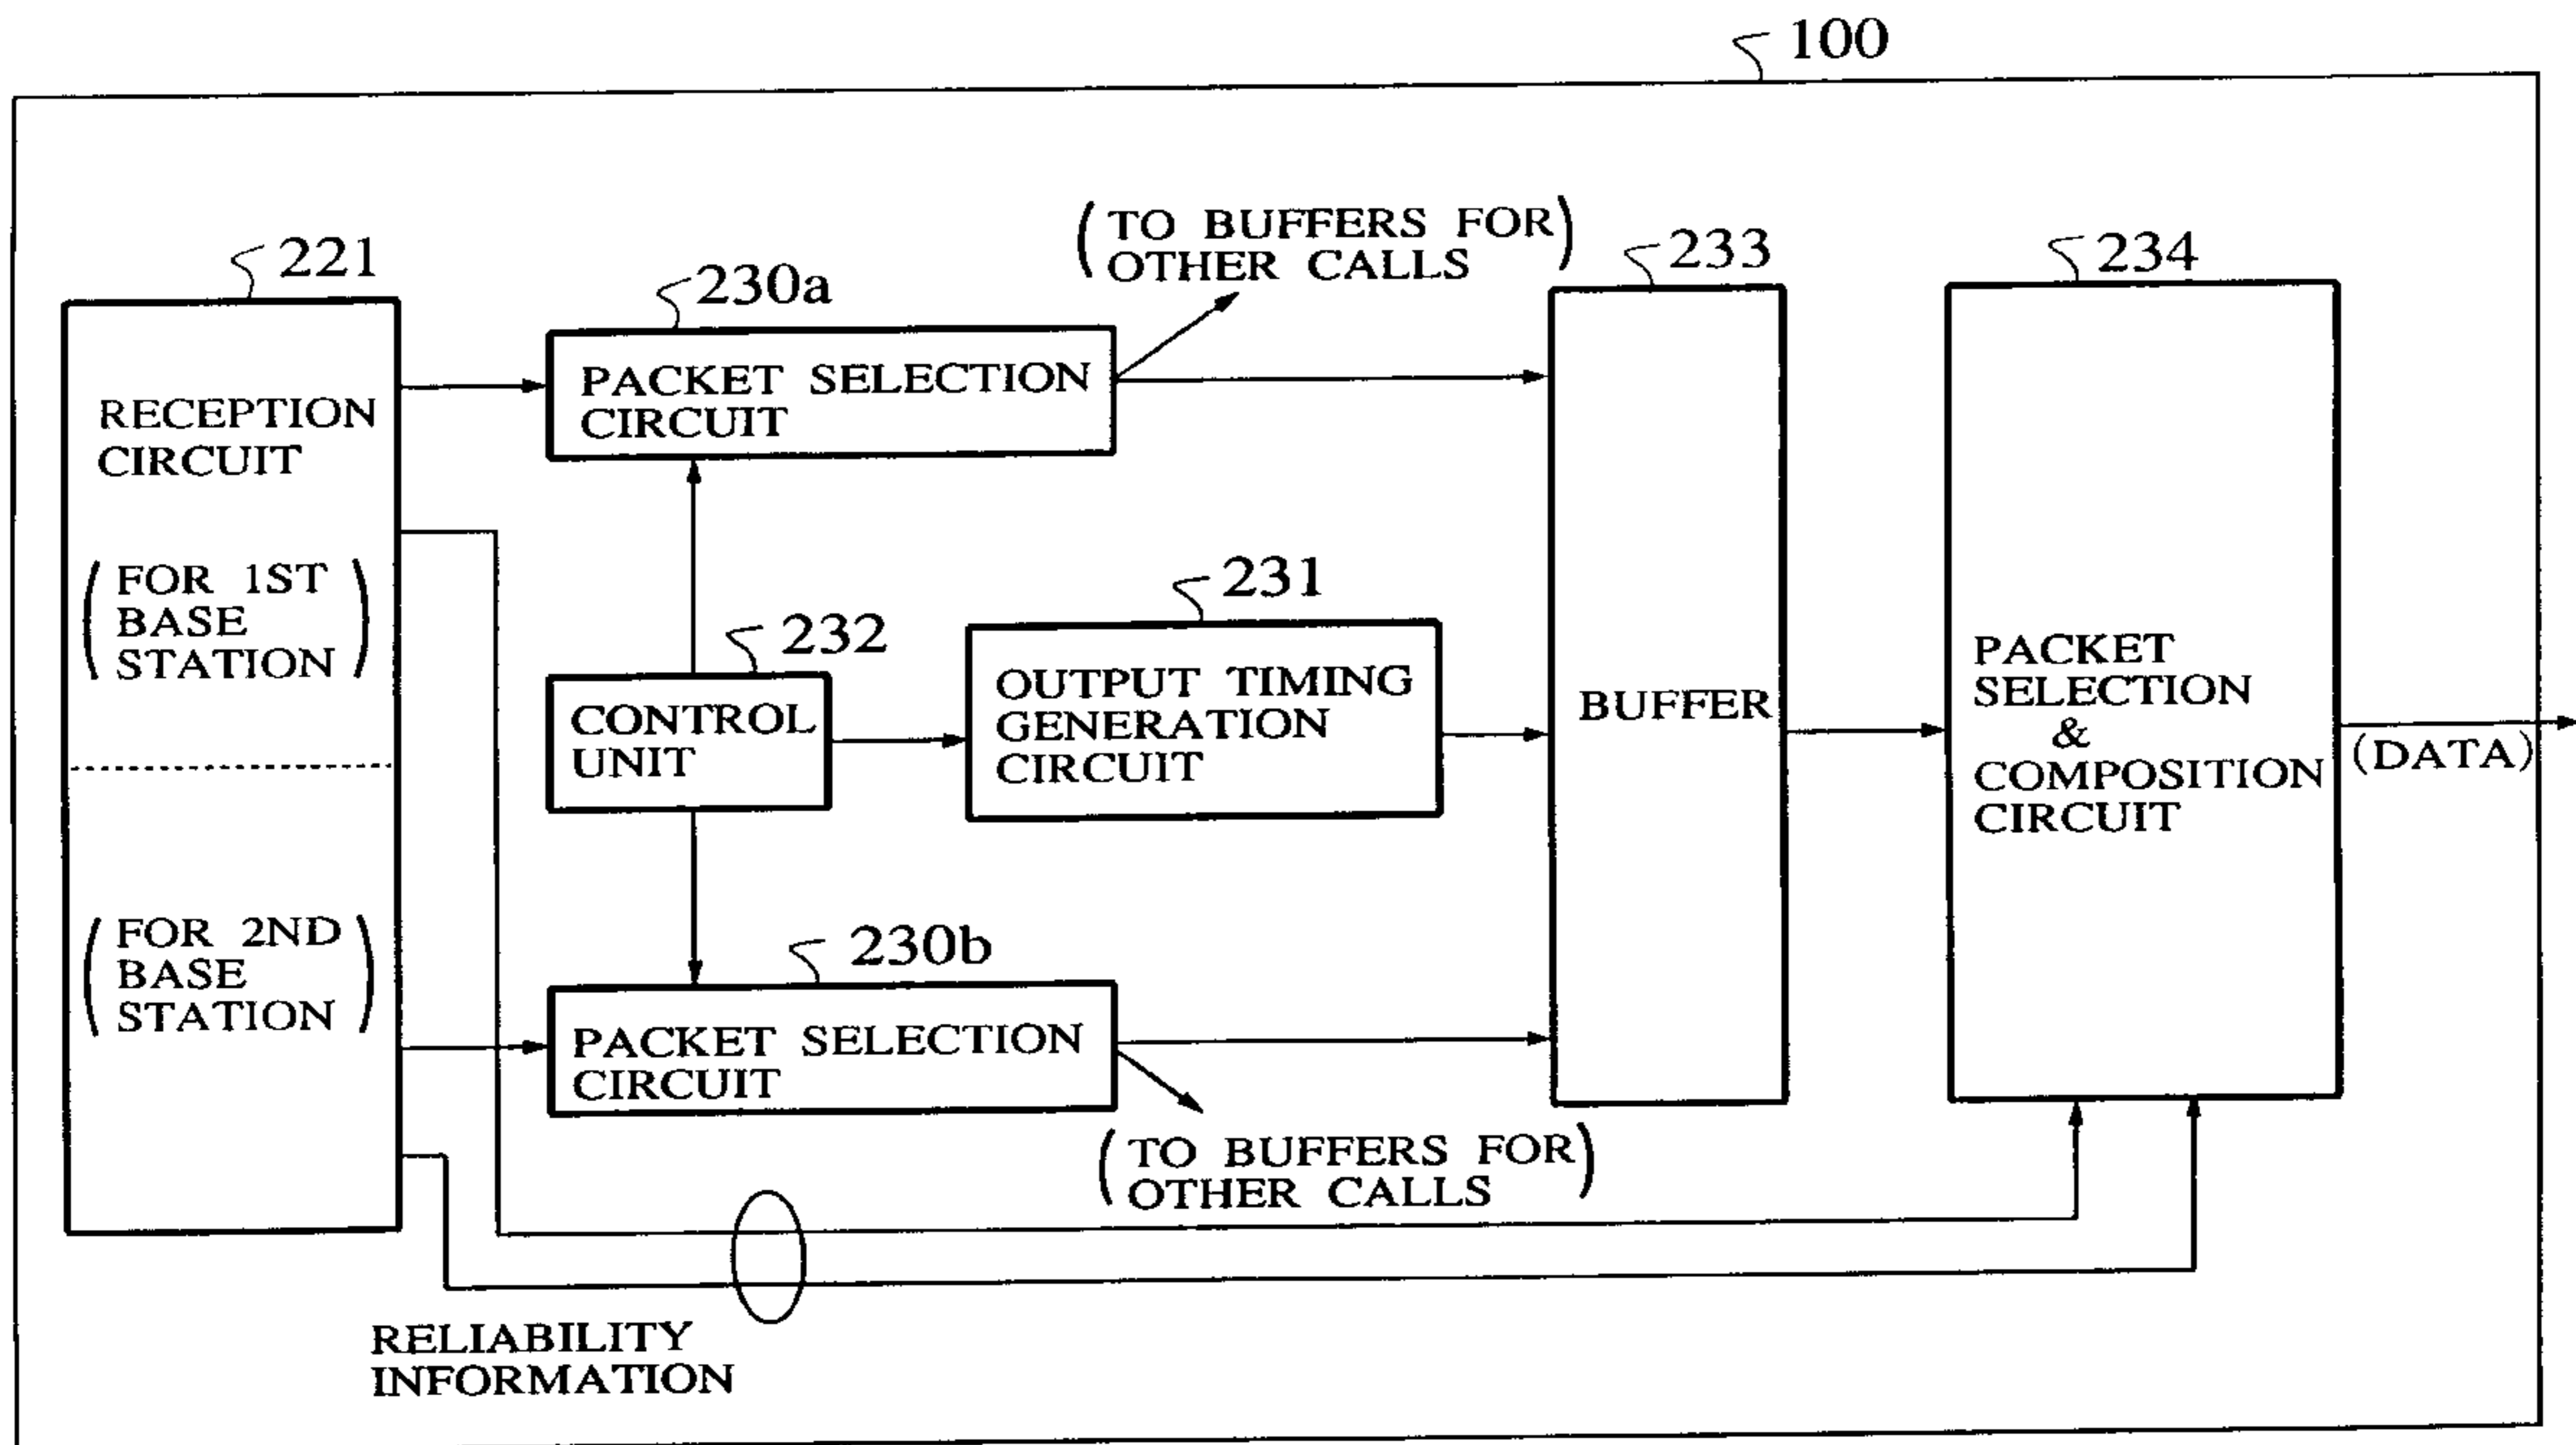 100
221
RECEPTION
CIRCUIT
(FOR 1ST
BASE
STATION)
(FOR 2ND
BASE
STATION)
230a
PACKET SELECTION
CIRCUIT
(TO BUFFERS FOR
OTHER CALLS)
232
CONTROL
UNIT
231
OUTPUT TIMING
GENERATION
CIRCUIT
230b
PACKET SELECTION
CIRCUIT
(TO BUFFERS FOR
OTHER CALLS)
233
BUFFER
234
PACKET
SELECTION
&
COMPOSITION
CIRCUIT
(DATA)
RELIABILITY
INFORMATION